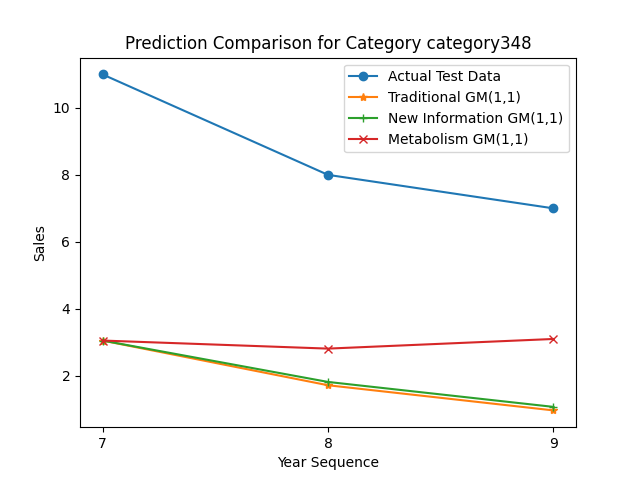 Prediction Comparison for Category category348
Actual Test Data
Traditional GM(1,1)
New Information GM(1,1)
Metabolism GM(1,1)
10
8
6
4
2
Sales
7
8
9
Year Sequence